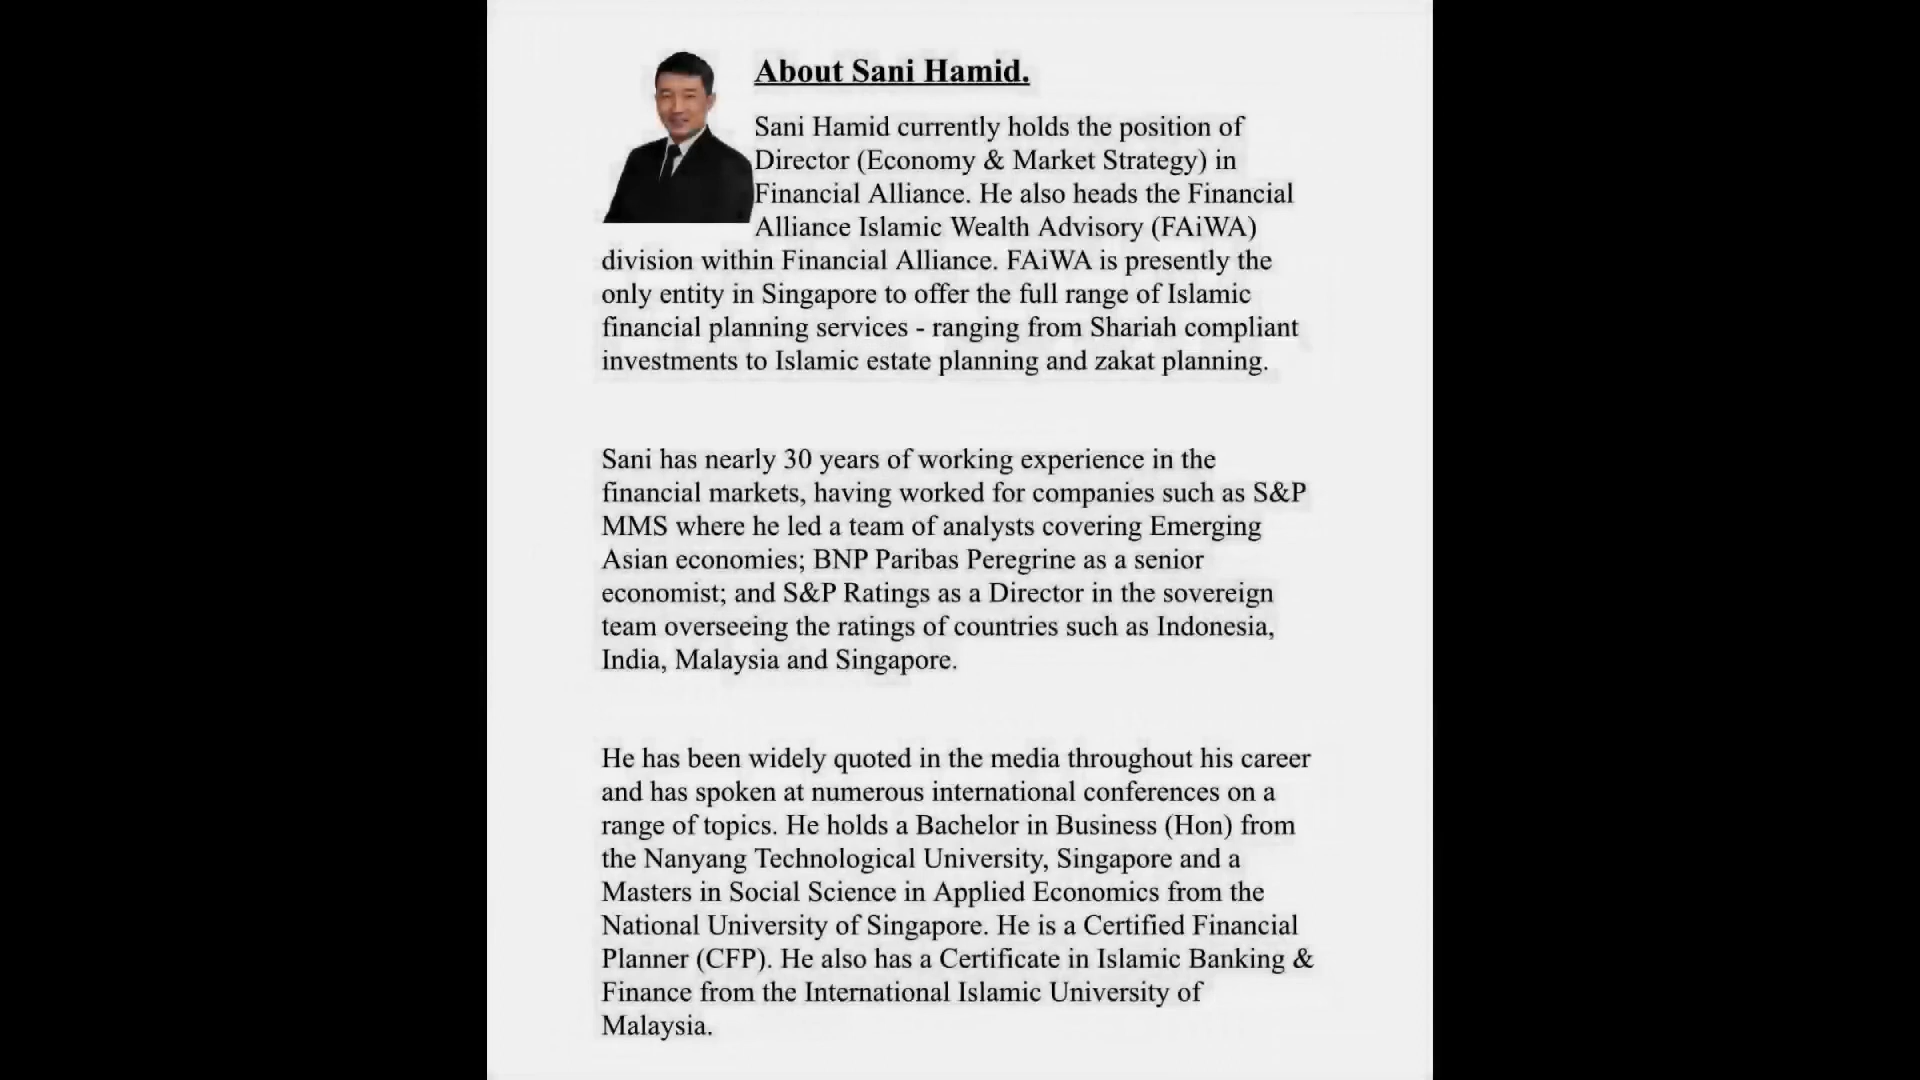 About Sani Hamid.
Sani Hamid currently holds the position of
Director (Economy & Market Strategy) in
Financial Alliance. He also heads the Financial
Alliance Islamic Wealth Advisory (FAiWA)
division within Financial Alliance. FAiWA is presently the
only entity in Singapore to offer the full range of Islamic
financial planning services - ranging from Shariah compliant
investments to Islamic estate planning and zakat planning.
Sani has nearly 30 years of working experience in the
financial markets, having worked for companies such as S&P
MMS where he led a team of analysts covering Emerging
Asian economies; BNP Paribas Peregrine as a senior
economist; and S&P Ratings as a Director in the sovereign
team overseeing the ratings of countries such as Indonesia,
India, Malaysia and Singapore.
He has been widely quoted in the media throughout his career
and has spoken at numerous international conferences on a
range of topics. He holds a Bachelor in Business (Hon) from
the Nanyang Technological University, Singapore and a
Masters in Social Science in Applied Economics from the
National University of Singapore. He is a Certified Financial
Planner (CFP). He also has a Certificate in Islamic Banking &
Finance from the International Islamic University of
Malaysia.